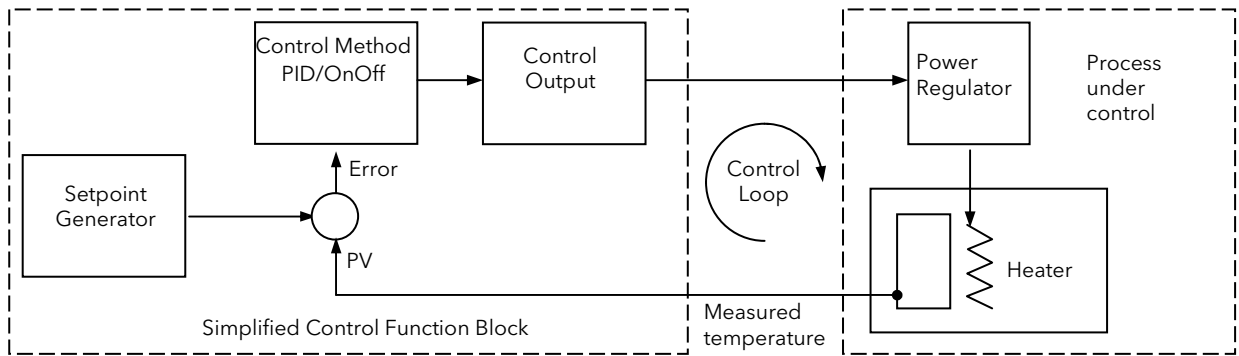 Control Method
PID/OnOff
Control
Output
Power
Regulator
Process
under
control
Error
Control
Loop
Setpoint
Generator
PV
Heater
Measured
temperature
Simplified Control Function Block